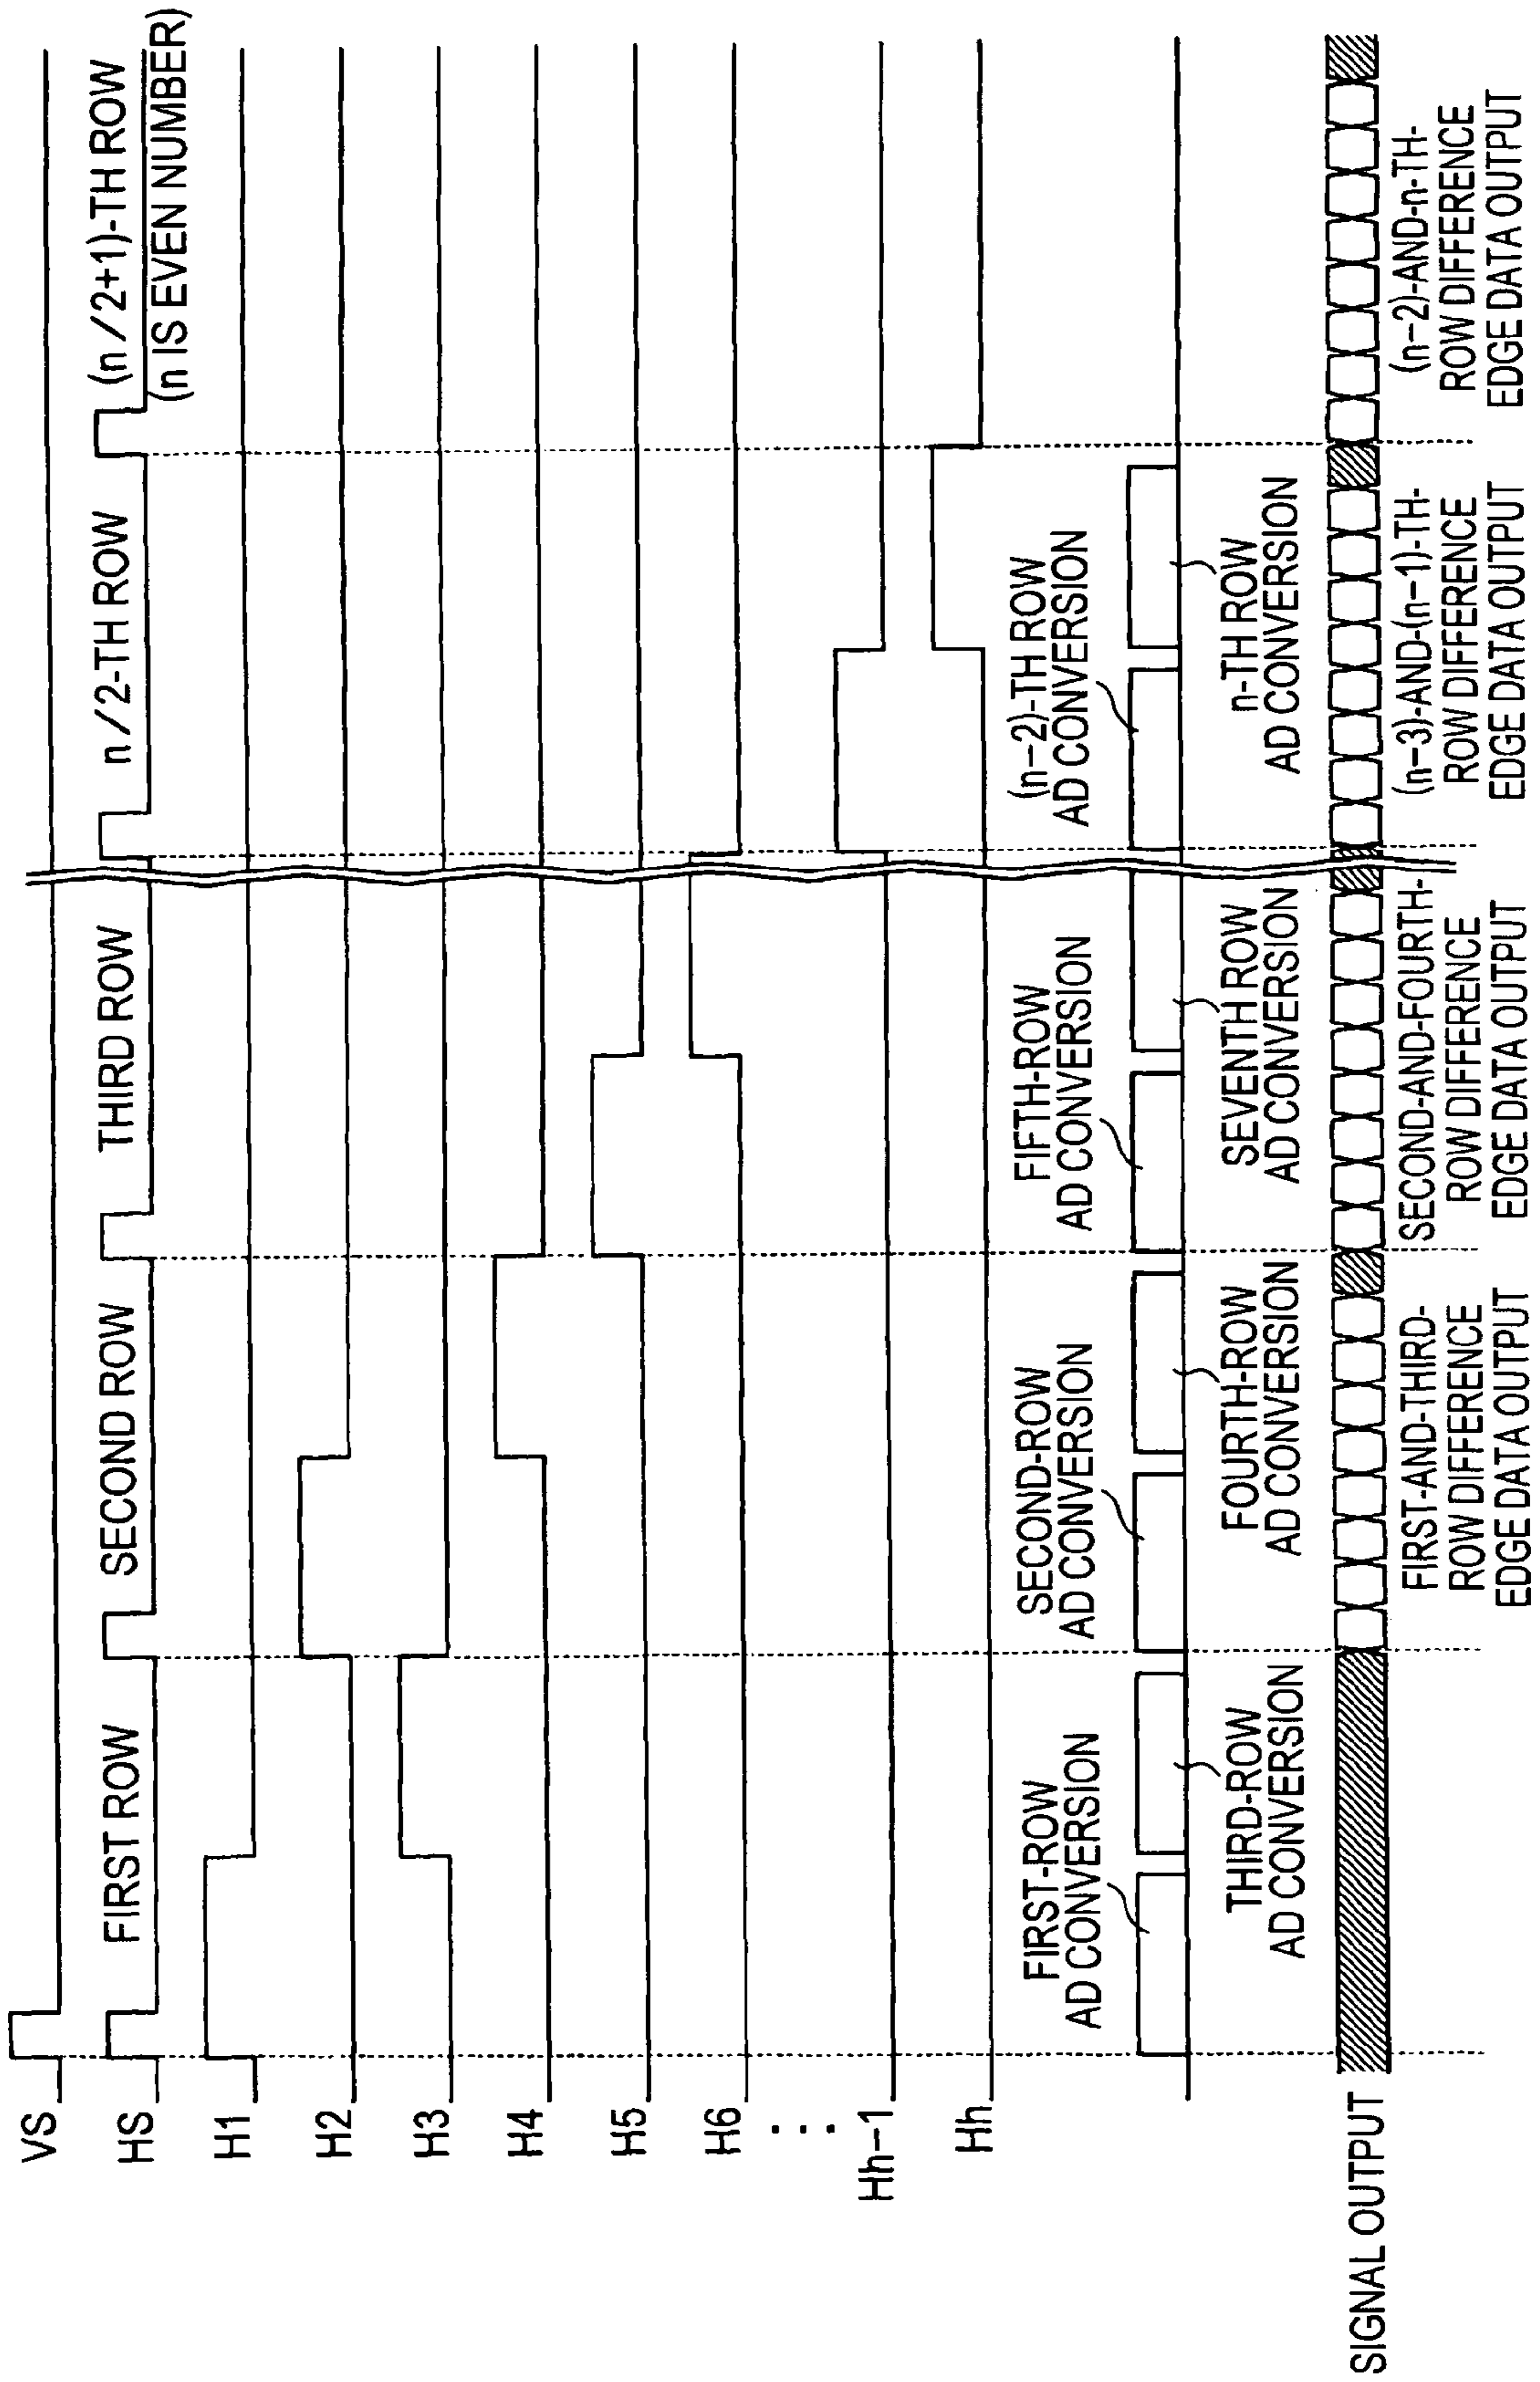 VS
HS
FIRST ROW
SECOND ROW
THIRD ROW
n/2-TH ROW
(n/2+1)-TH ROW
(n IS EVEN NUMBER)
H1
H2
H3
H4
H5
H6
Hh-1
Hh
FIRST-ROW
AD CONVERSION
SECOND-ROW
AD CONVERSION
FIFTH-ROW
AD CONVERSION
(n-2)-TH ROW
AD CONVERSION
THIRD-ROW
AD CONVERSION
FOURTH-ROW
AD CONVERSION
SEVENTH ROW
AD CONVERSION
n-TH ROW
AD CONVERSION
SIGNAL OUTPUT
FIRST-AND-THIRD-
ROW DIFFERENCE
EDGE DATA OUTPUT
SECOND-AND-FOURTH-
ROW DIFFERENCE
EDGE DATA OUTPUT
(n-3)-AND-(n-1)-TH-
ROW DIFFERENCE
EDGE DATA OUTPUT
(n-2)-AND-n-TH-
ROW DIFFERENCE
EDGE DATA OUTPUT